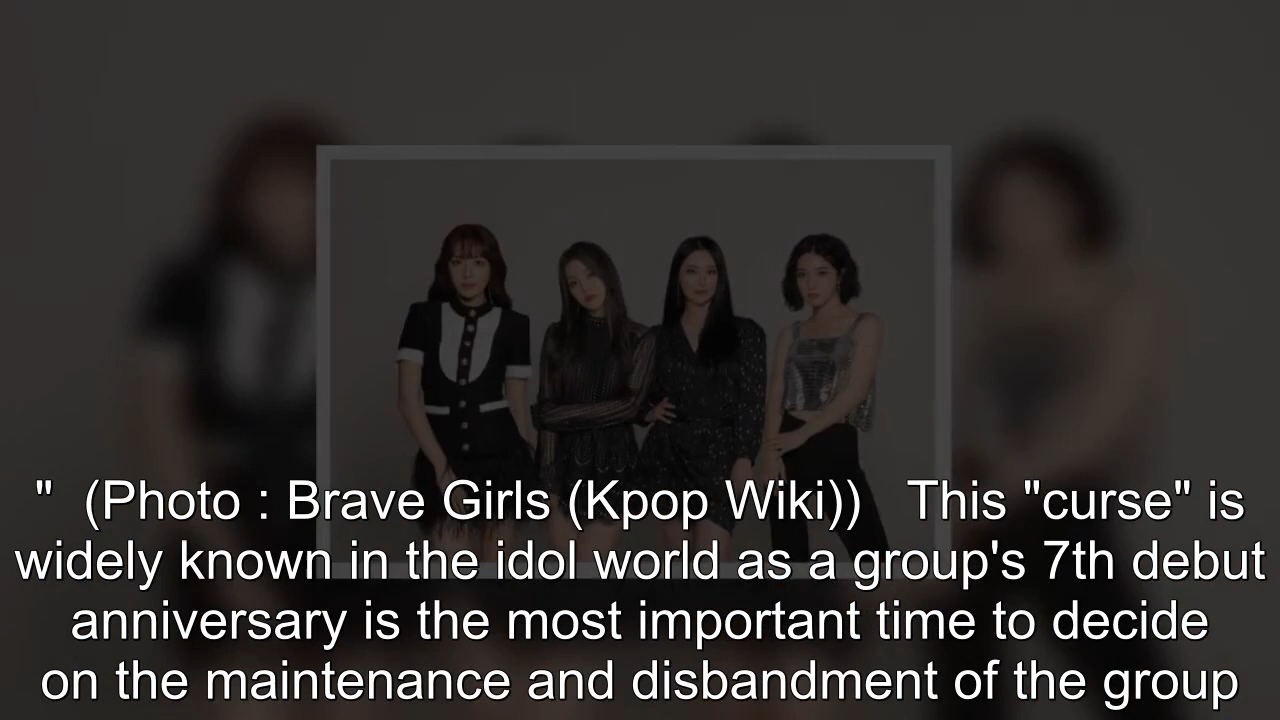 "  (Photo : Brave Girls (Kpop Wiki))   This "curse" is
widely known in the idol world as a group's 7th debut
anniversary is the most important time to decide
on the maintenance and disbandment of the group